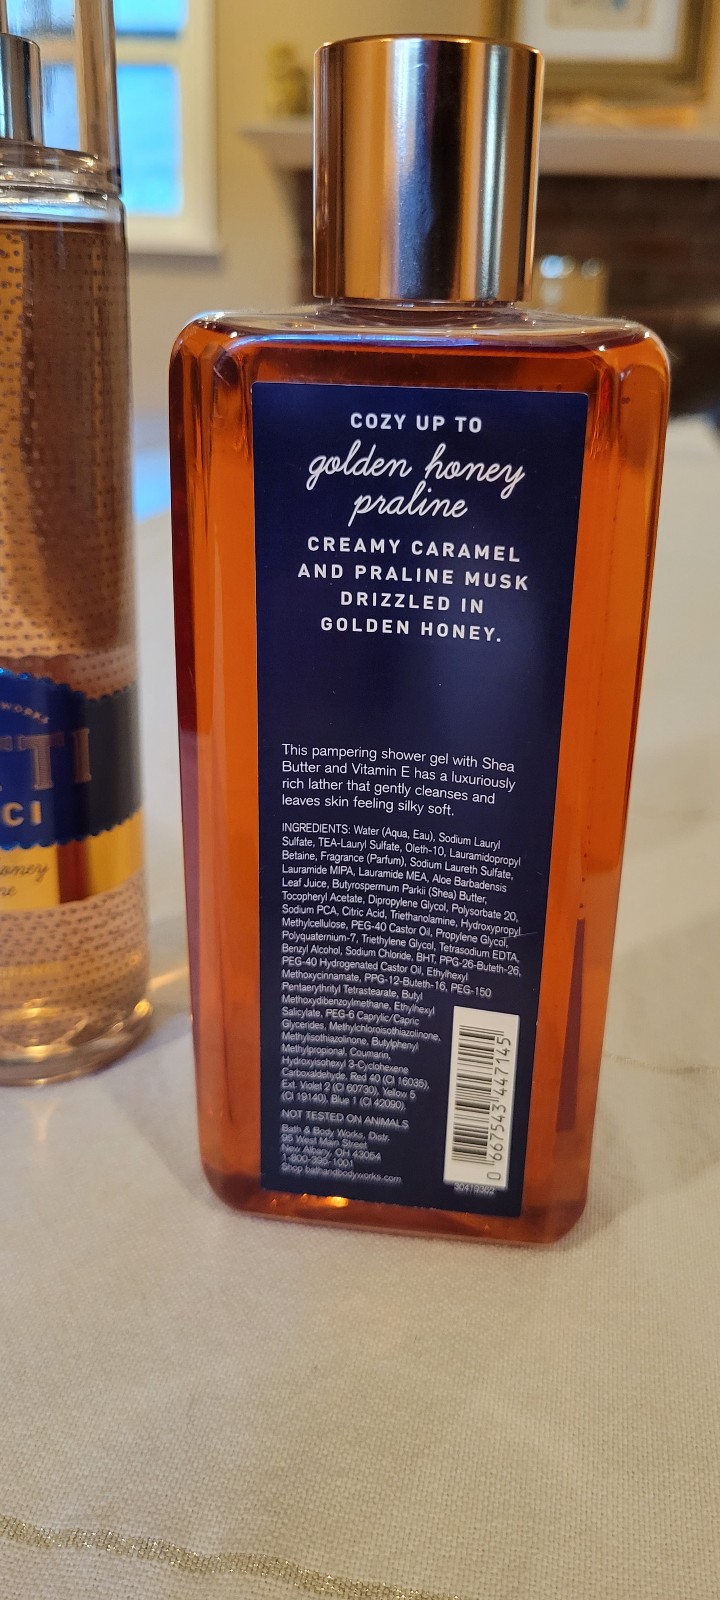 COZY UP TO
golden honey
praline
CREAMY CARAMEL
AND PRALINE MUSK
DRIZZLED IN
GOLDEN HONEY.
This pampering shower gel with Shea
Butter and Vitamin E has a luxuriously
rich lather that gently cleanses and
leaves skin feeling silky soft.
INGREDIENTS: Water (Aqua, Eau), Sodium Lauryl
Sulfate, TEA-Lauryl Sulfate, Oleth-10, Lauramidopropyl
Betaine, Fragrance (Parfum), Sodium Laureth Sulfate,
Lauramide MIPA, Lauramide MEA, Aloe Barbadensis
Leaf Juice, Butyrospermum Parkii (Shea) Butter,
Tocopheryl Acetate, Dipropylene Glycol, Polysorbate 20,
Sodium PCA, Citric Acid, Triethanolamine, Hydroxypropyl
Methylcellulose, PEG-40 Castor Oil, Propylene Glycol,
Polyquaternium-7, Triethylene Glycol, Tetrasodium EDTA,
Benzyl Alcohol, Sodium Chloride, BHT, PPG-26-Buteth-26,
PEG-40 Hydrogenated Castor Oil, Ethylhexyl
Methoxycinnamate, PPG-12-Buteth-16, PEG-150
Pentaerythrityl Tetrastearate, Butyl
Methoxydibenzoylmethane, Ethylhexyl
Salicylate, PEG-6 Caprylic/Capric
Glycerides, Methylchloroisothiazolinone,
Methylisothiazolinone, Butylphenyl
Methylpropional, Coumarin,
Hydroxyisohexyl 3-Cyclohexene
Carboxaldehyde, Red 40 (CI 16035),
Ext. Violet 2 (CI 60730), Yellow 5
(CI 19140), Blue 1 (CI 42090).
NOT TESTED ON ANIMALS
Bath & Body Works, Distr.
95 West Main Street
New Albany, OH 43054
1-800-395-1001
Shop bathandbodyworks.com
0 667543 447145
30419362
WORKS
TI
CI
honey